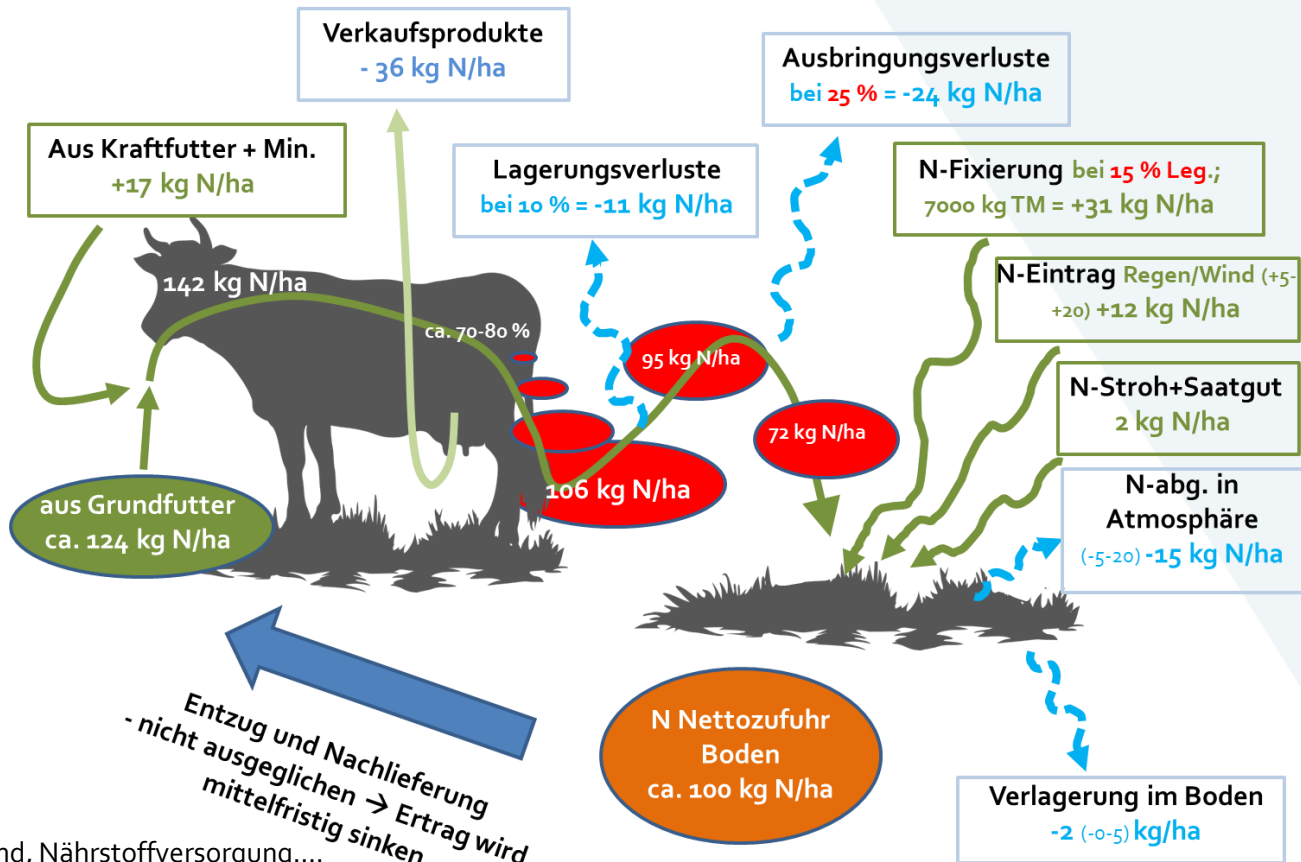 Verkaufsprodukte
- 36 kg N/ha
Ausbringungsverluste
bei 25 % = -24 kg N/ha
Aus Kraftfutter + Min.
+17 kg N/ha
Lagerungsverluste
bei 10 % = -11 kg N/ha
N-Fixierung bei 15 % Leg.;
7000 kg TM = +31 kg N/ha
N-Eintrag Regen/Wind (+5-
+20) +12 kg N/ha
142 kg N/ha
ca. 70-80 %
95 kg N/ha
N-Stroh+Saatgut
2 kg N/ha
72 kg N/ha
106 kg N/ha
aus Grundfutter
ca. 124 kg N/ha
N-abg. in
Atmosphäre
(-5-20) -15 kg N/ha
Entzug und Nachlieferung
- nicht ausgeglichen → Ertrag wird
mittelfristig sinken
N Nettozufuhr
Boden
ca. 100 kg N/ha
Verlagerung im Boden
-2 (-0-5) kg/ha
Nährstoffversorgung....